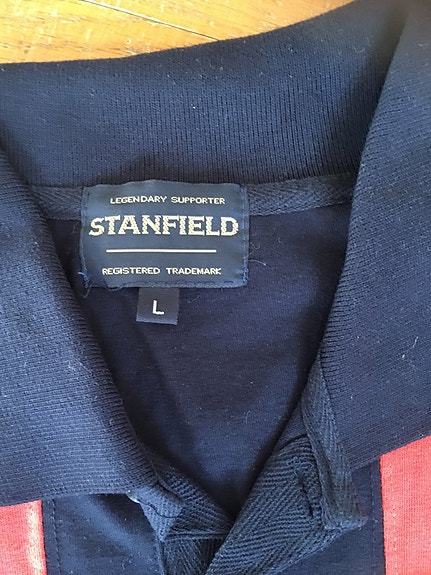 LEGENDARY SUPPORTER
STANFIELD
REGISTERED TRADEMARK
L